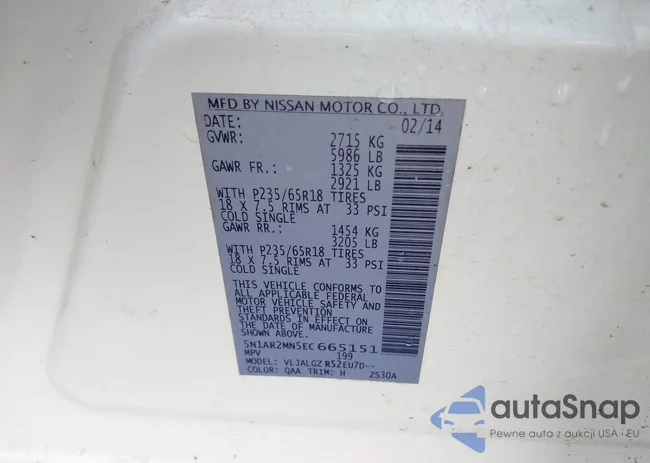 MFD BY NISSAN MOTOR CO., LTD.
DATE: 02/14
GVWR: 2715 KG
5986 LB
GAWR FR.: 1325 KG
2921 LB
WITH P235/65R18 TIRES
18 X 7.5 RIMS AT 33 PSI
COLD SINGLE
GAWR RR.: 1454 KG
3205 LB
WITH P235/65R18 TIRES
18 X 7.5 RIMS AT 33 PSI
COLD SINGLE
THIS VEHICLE CONFORMS TO
ALL APPLICABLE FEDERAL
MOTOR VEHICLE SAFETY AND
THEFT PREVENTION
STANDARDS IN EFFECT ON
THE DATE OF MANUFACTURE
SHOWN ABOVE.
5N1AR2MN5EC665151
MPV 199
MODEL: VLJALGZ R52EU7D--
COLOR: QAA TRIM: H 2S30A
autoSnap
Pewne auta z aukcji USA i EU